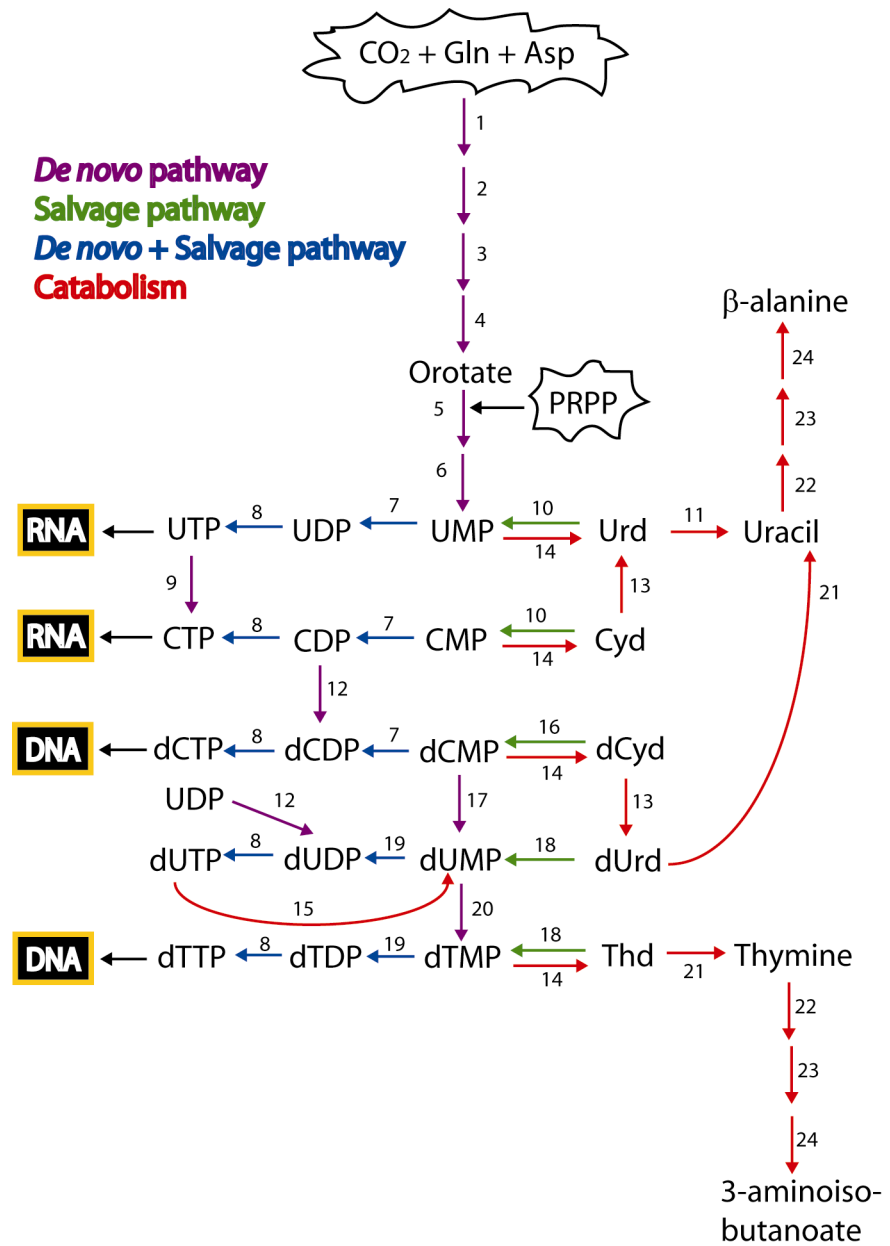 CO2 + Gln + Asp
1
De novo pathway
2
Salvage pathway
De novo + Salvage pathway
3
Catabolism
β-alanine
4
24
Orotate
5
PRPP
23
6
22
RNA UTP 8 UDP 7 UMP 10 14 Urd 11 Uracil
9
13
21
RNA CTP 8 CDP 7 CMP 10 14 Cyd
12
DNA dCTP 8 dCDP 7 dCMP 16 14 dCyd
UDP 12
17
13
dUTP 8 dUDP 19 dUMP 18 dUrd
15
20
DNA dTTP 8 dTDP 19 dTMP 18 14 Thd 21 Thymine
22
23
24
3-aminoiso-
butanoate